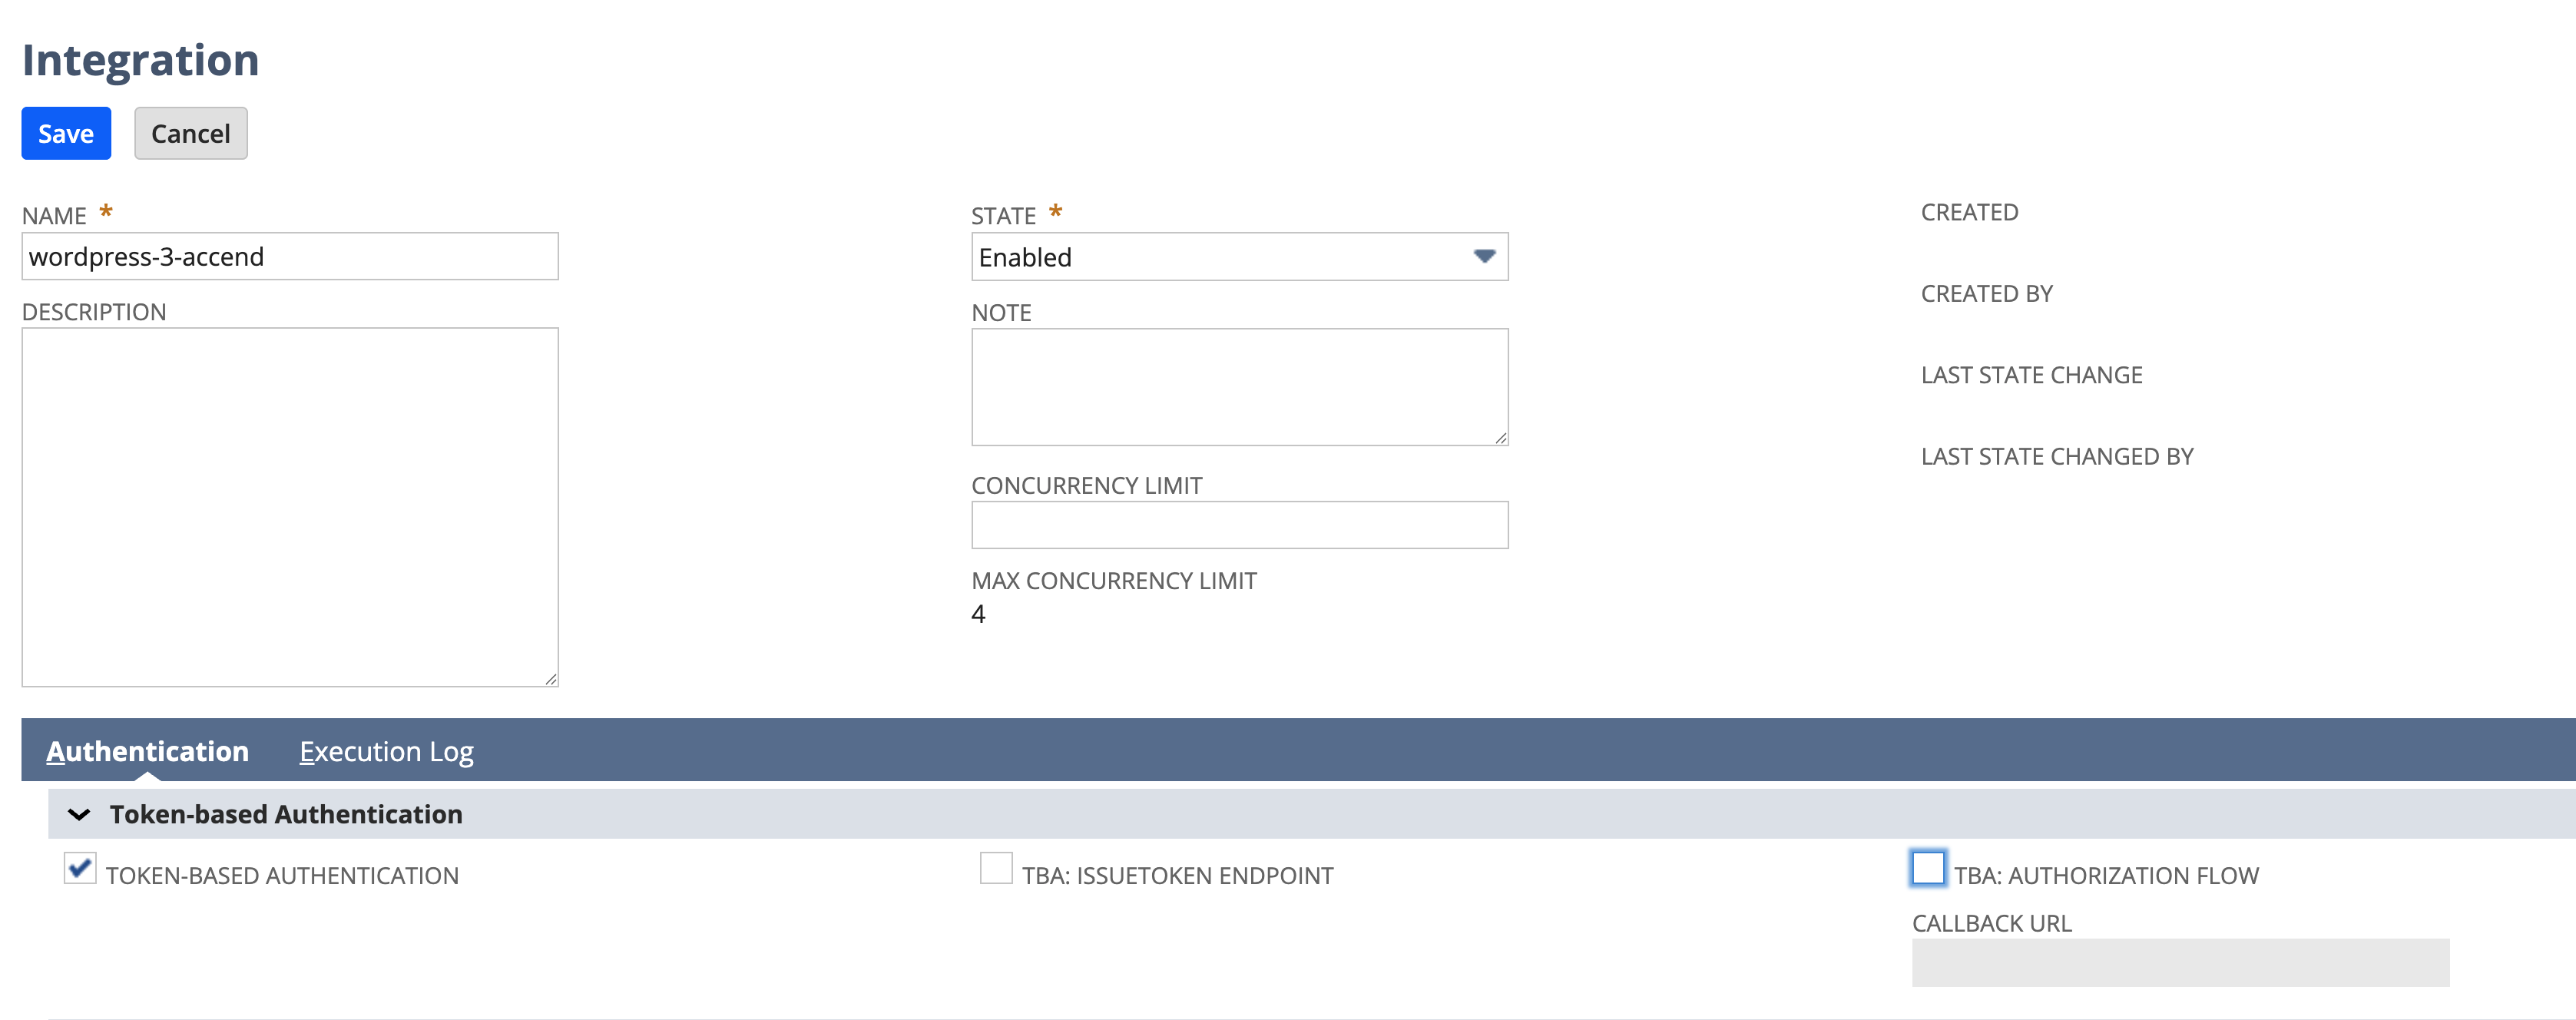 Integration
Save Cancel
NAME *
wordpress-3-accend
DESCRIPTION
STATE *
Enabled
NOTE
CONCURRENCY LIMIT
MAX CONCURRENCY LIMIT
4
CREATED
CREATED BY
LAST STATE CHANGE
LAST STATE CHANGED BY
Authentication Execution Log
Token-based Authentication
TOKEN-BASED AUTHENTICATION TBA: ISSUETOKEN ENDPOINT TBA: AUTHORIZATION FLOW
CALLBACK URL